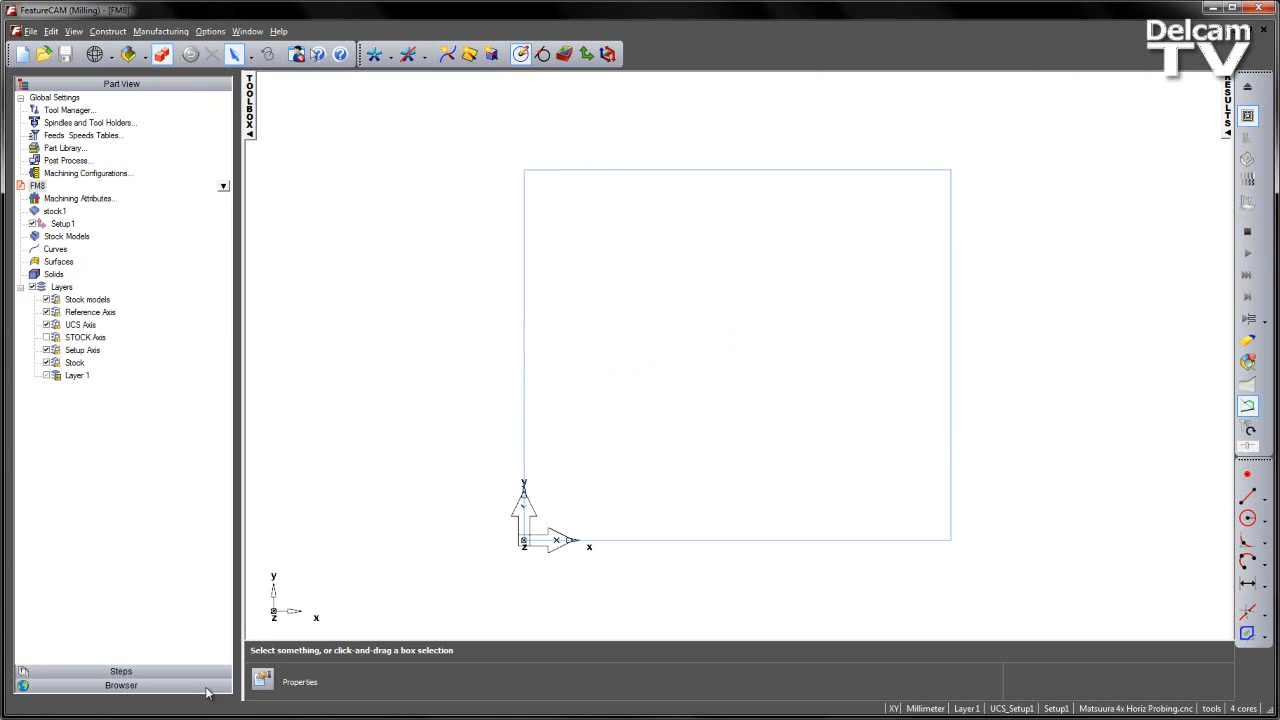 FeatureCAM (Milling) - [FM8]
File Edit View Construct Manufacturing Options Window Help
Delcam
TV
Part View
TOOLBOX
RESULTS
Global Settings
Tool Manager...
Spindles and Tool Holders...
Feeds Speeds Tables...
Part Library...
Post Process...
Machining Configurations...
FM8
Machining Attributes...
stock1
Setup1
Stock Models
Curves
Surfaces
Solids
Layers
Stock models
Reference Axis
UCS Axis
STOCK Axis
Setup Axis
Stock
Layer 1
y
x
z
x
y
x
z
Select something, or click-and-drag a box selection
Steps
Properties
Browser
XY Millimeter Layer 1 UCS_Setup1 Setup1 Matsuura 4x Horiz Probing.cnc tools 4 cores